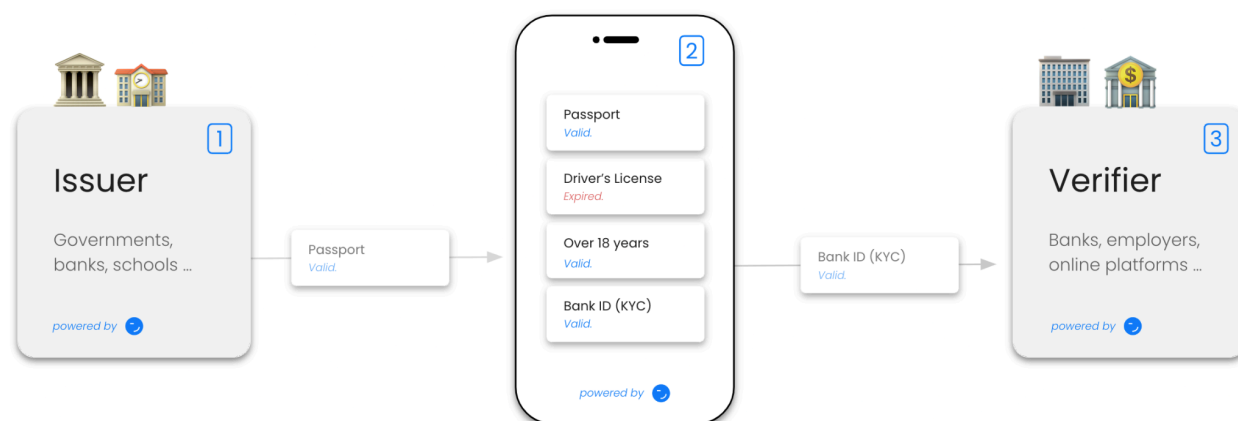 1
Issuer
Governments,
banks, schools ...
powered by
Passport
Valid.
2
Passport
Valid.
Driver's License
Expired.
Over 18 years
Valid.
Bank ID (KYC)
Valid.
powered by
Bank ID (KYC)
Valid.
3
Verifier
Banks, employers,
online platforms ...
powered by